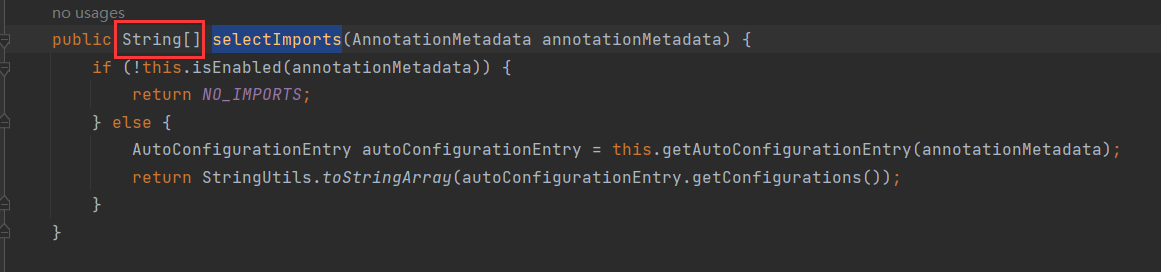 no usages
public String[] selectImports(AnnotationMetadata annotationMetadata) {
if (!this.isEnabled(annotationMetadata)) {
return NO_IMPORTS;
} else {
AutoConfigurationEntry autoConfigurationEntry = this.getAutoConfigurationEntry(annotationMetadata);
return StringUtils.toStringArray(autoConfigurationEntry.getConfigurations());
}
}